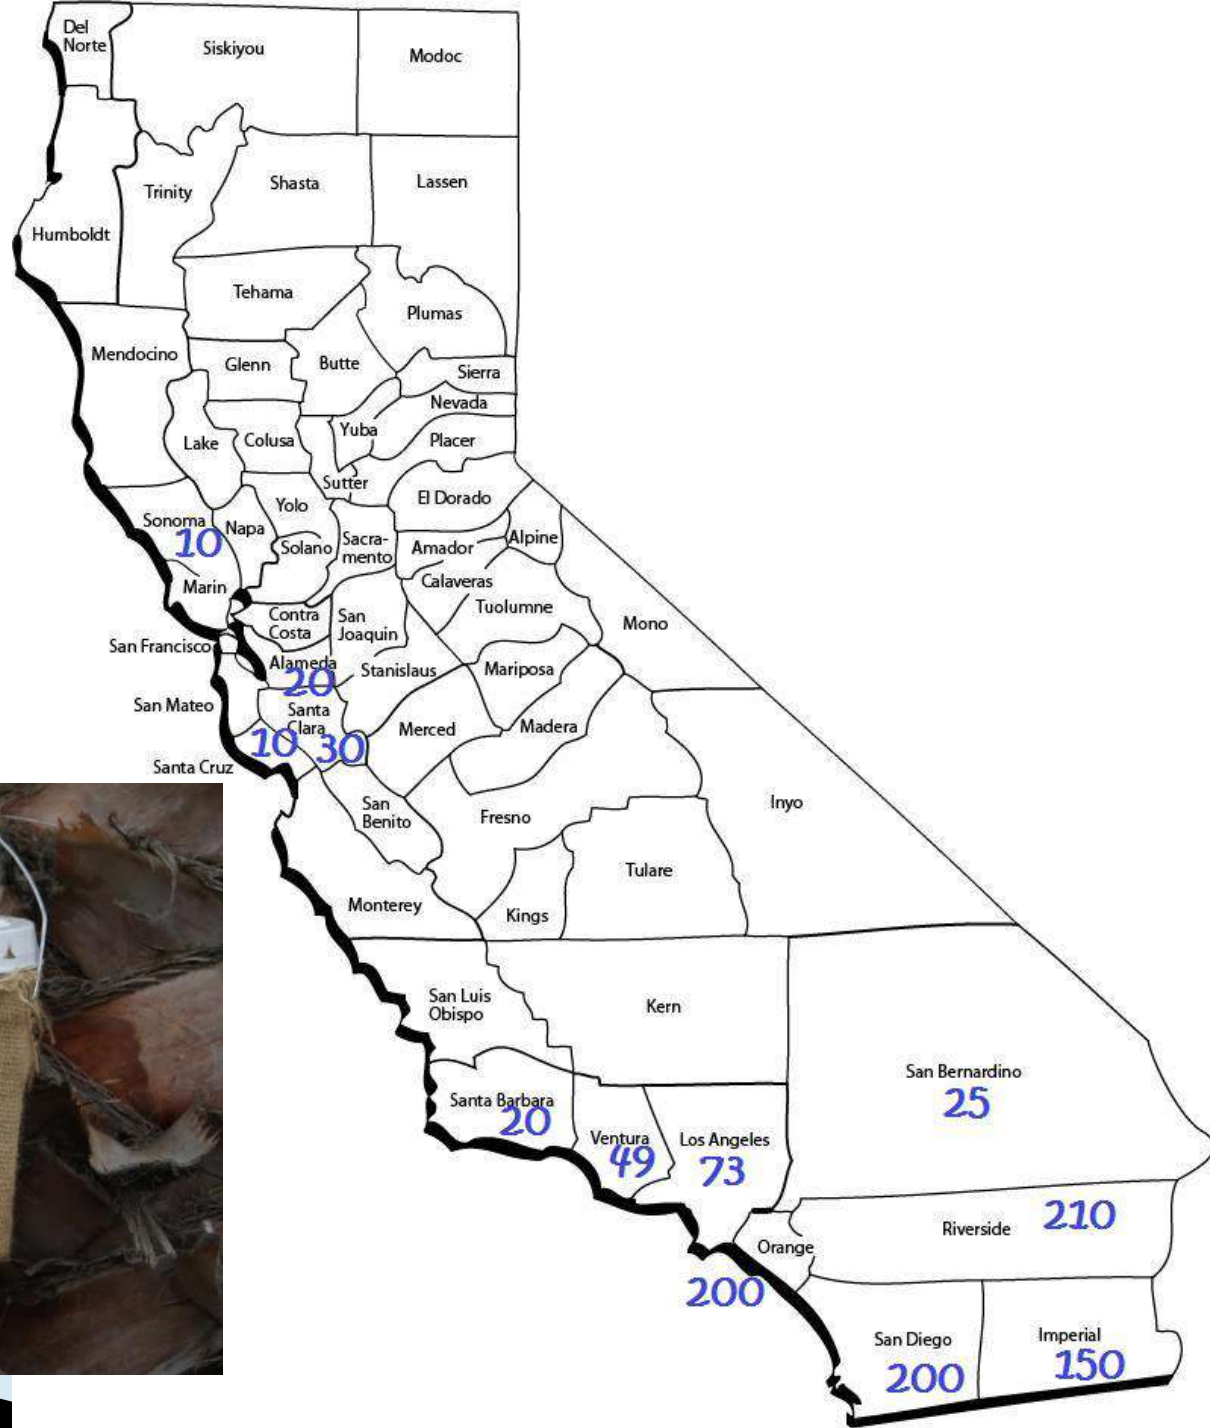 Del
Norte
Siskiyou
Modoc
Trinity
Shasta
Lassen
Humboldt
Tehama
Plumas
Mendocino
Glenn
Butte
Sierra
Nevada
Yuba
Placer
Lake
Colusa
Sutter
El Dorado
Yolo
Sonoma
10
Napa
Solano
Sacra-
mento
Amador
Alpine
Marin
Calaveras
Contra
Costa
San
Joaquin
Tuolumne
Mono
San Francisco
Alameda
20
Stanislaus
Mariposa
San Mateo
Santa
Clara
30
Merced
Madera
10
Santa Cruz
San
Benito
Fresno
Inyo
Tulare
Monterey
Kings
San Luis
Obispo
Kern
San Bernardino
25
Santa Barbara
20
Ventura
49
Los Angeles
73
Riverside
210
Orange
200
San Diego
200
Imperial
150